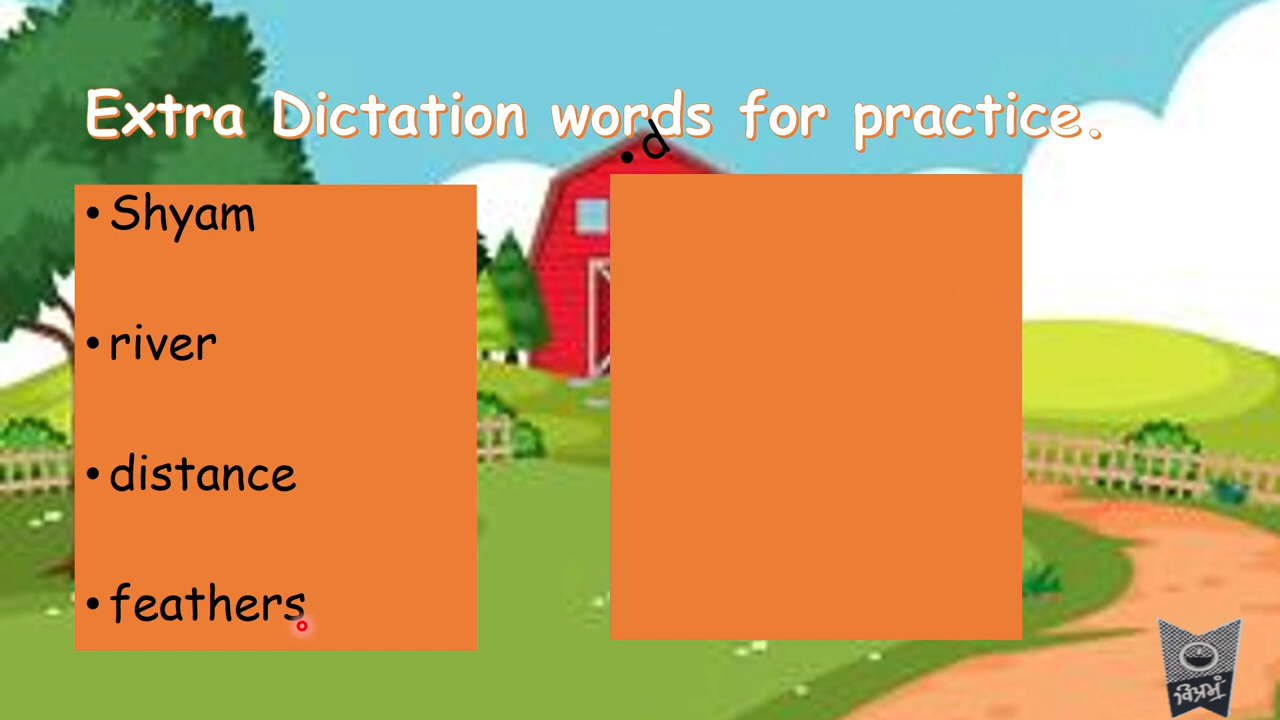 Extra Dictation words for practice.
• Shyam
• river
• distance
• feathers
• d